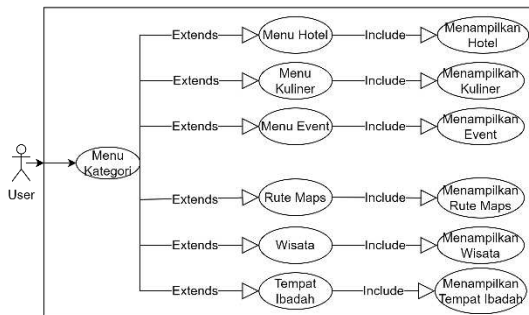 Extends
Menu Hotel
Include
Menampilkan
Hotel
Extends
Menu
Kuliner
Include
Menampilkan
Kuliner
Extends
Menu Event
Include
Menampilkan
Event
User
Menu
Kategori
Extends
Rute Maps
Include
Menampilkan
Rute Maps
Extends
Wisata
Include
Menampilkan
Wisata
Extends
Tempat
Ibadah
Include
Menampilkan
Tempat Ibadah